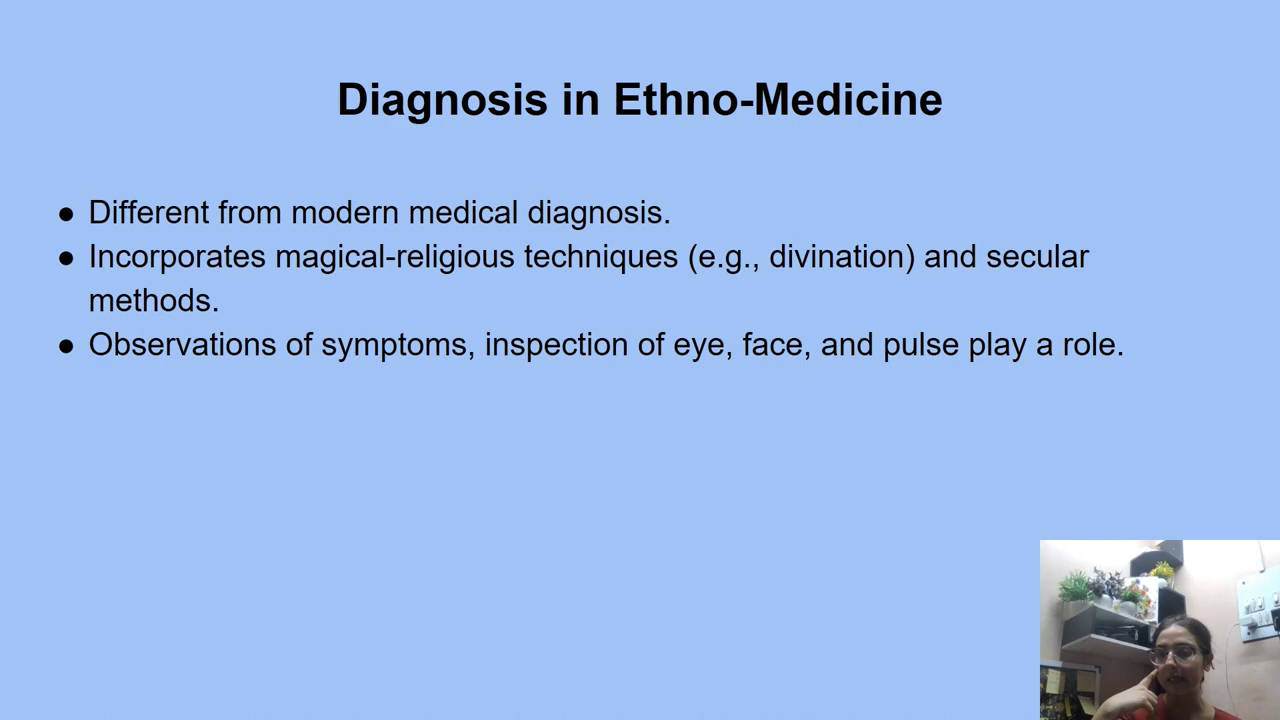 Diagnosis in Ethno-Medicine
● Different from modern medical diagnosis.
● Incorporates magical-religious techniques (e.g., divination) and secular
methods.
● Observations of symptoms, inspection of eye, face, and pulse play a role.